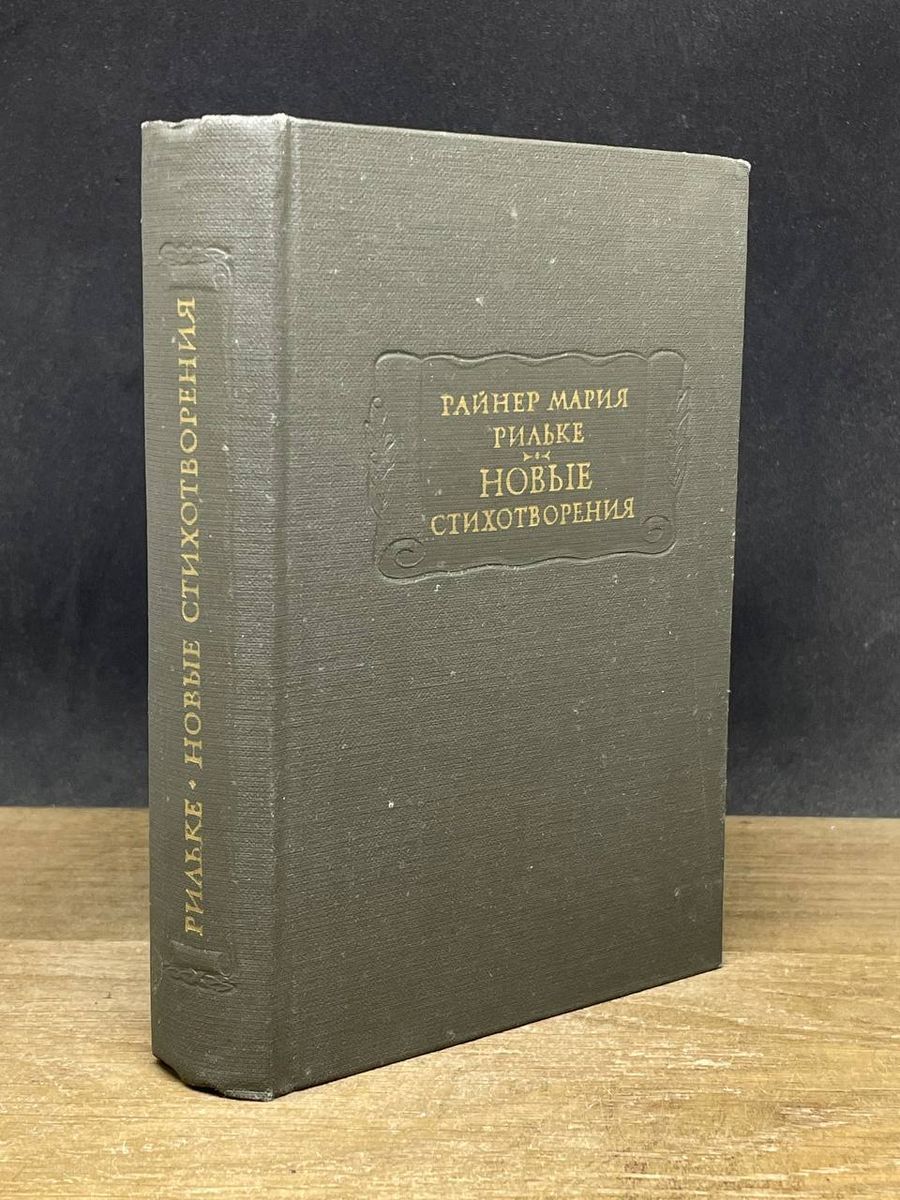 РИЛЬКЕ · НОВЫЕ СТИХОТВОРЕНИЯ
РАЙНЕР МАРИЯ
РИЛЬКЕ
НОВЫЕ
СТИХОТВОРЕНИЯ